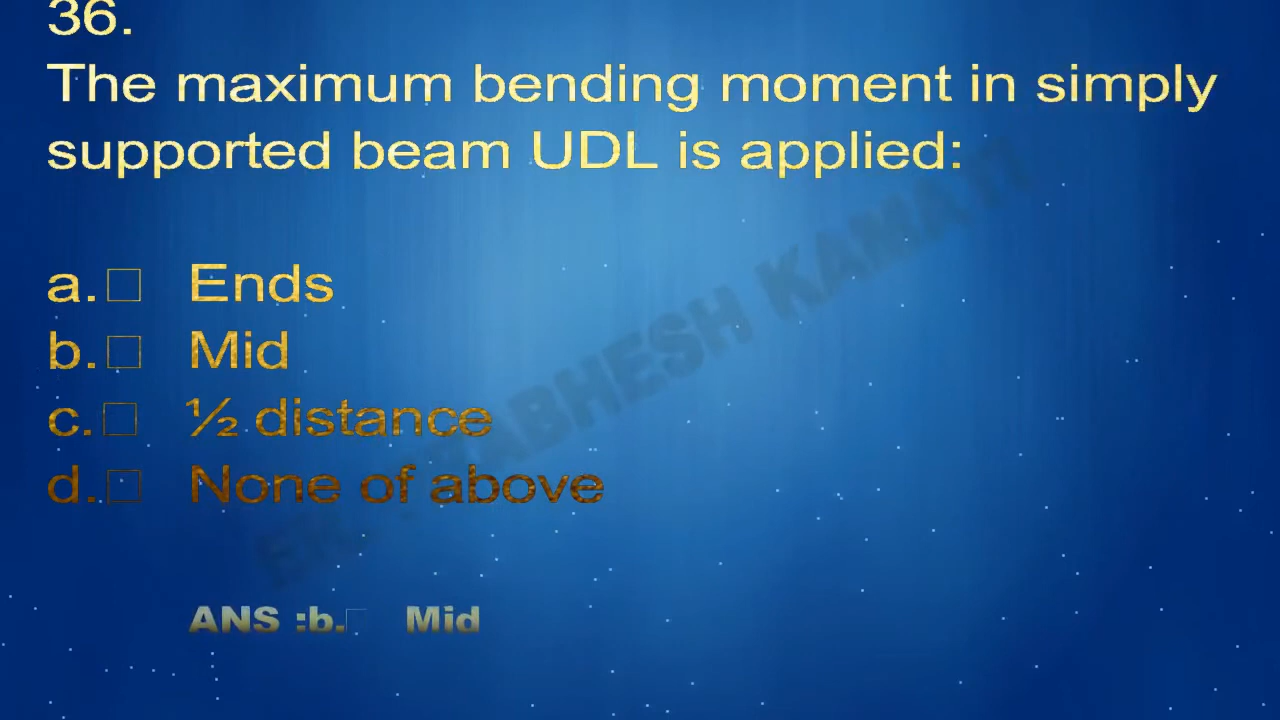 36.
The maximum bending moment in simply
supported beam UDL is applied:
a.□ Ends
b.□ Mid
c.□ ½ distance
d.□ None of above
ANS :b.□ Mid